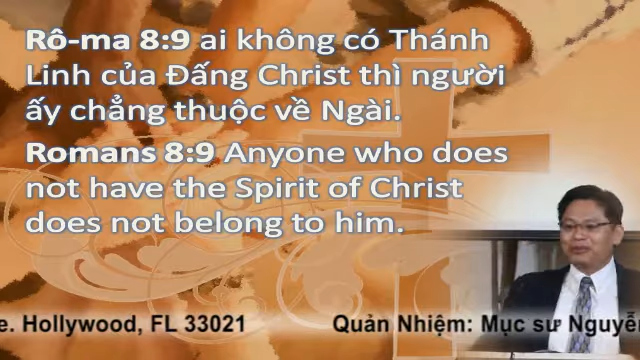 Rô-ma 8:9 ai không có Thánh
Linh của Đấng Christ thì người
ấy chẳng thuộc về Ngài.
Romans 8:9 Anyone who does
not have the Spirit of Christ
does not belong to him.
e. Hollywood, FL 33021 Quản Nhiệm: Mục sư Nguyễn